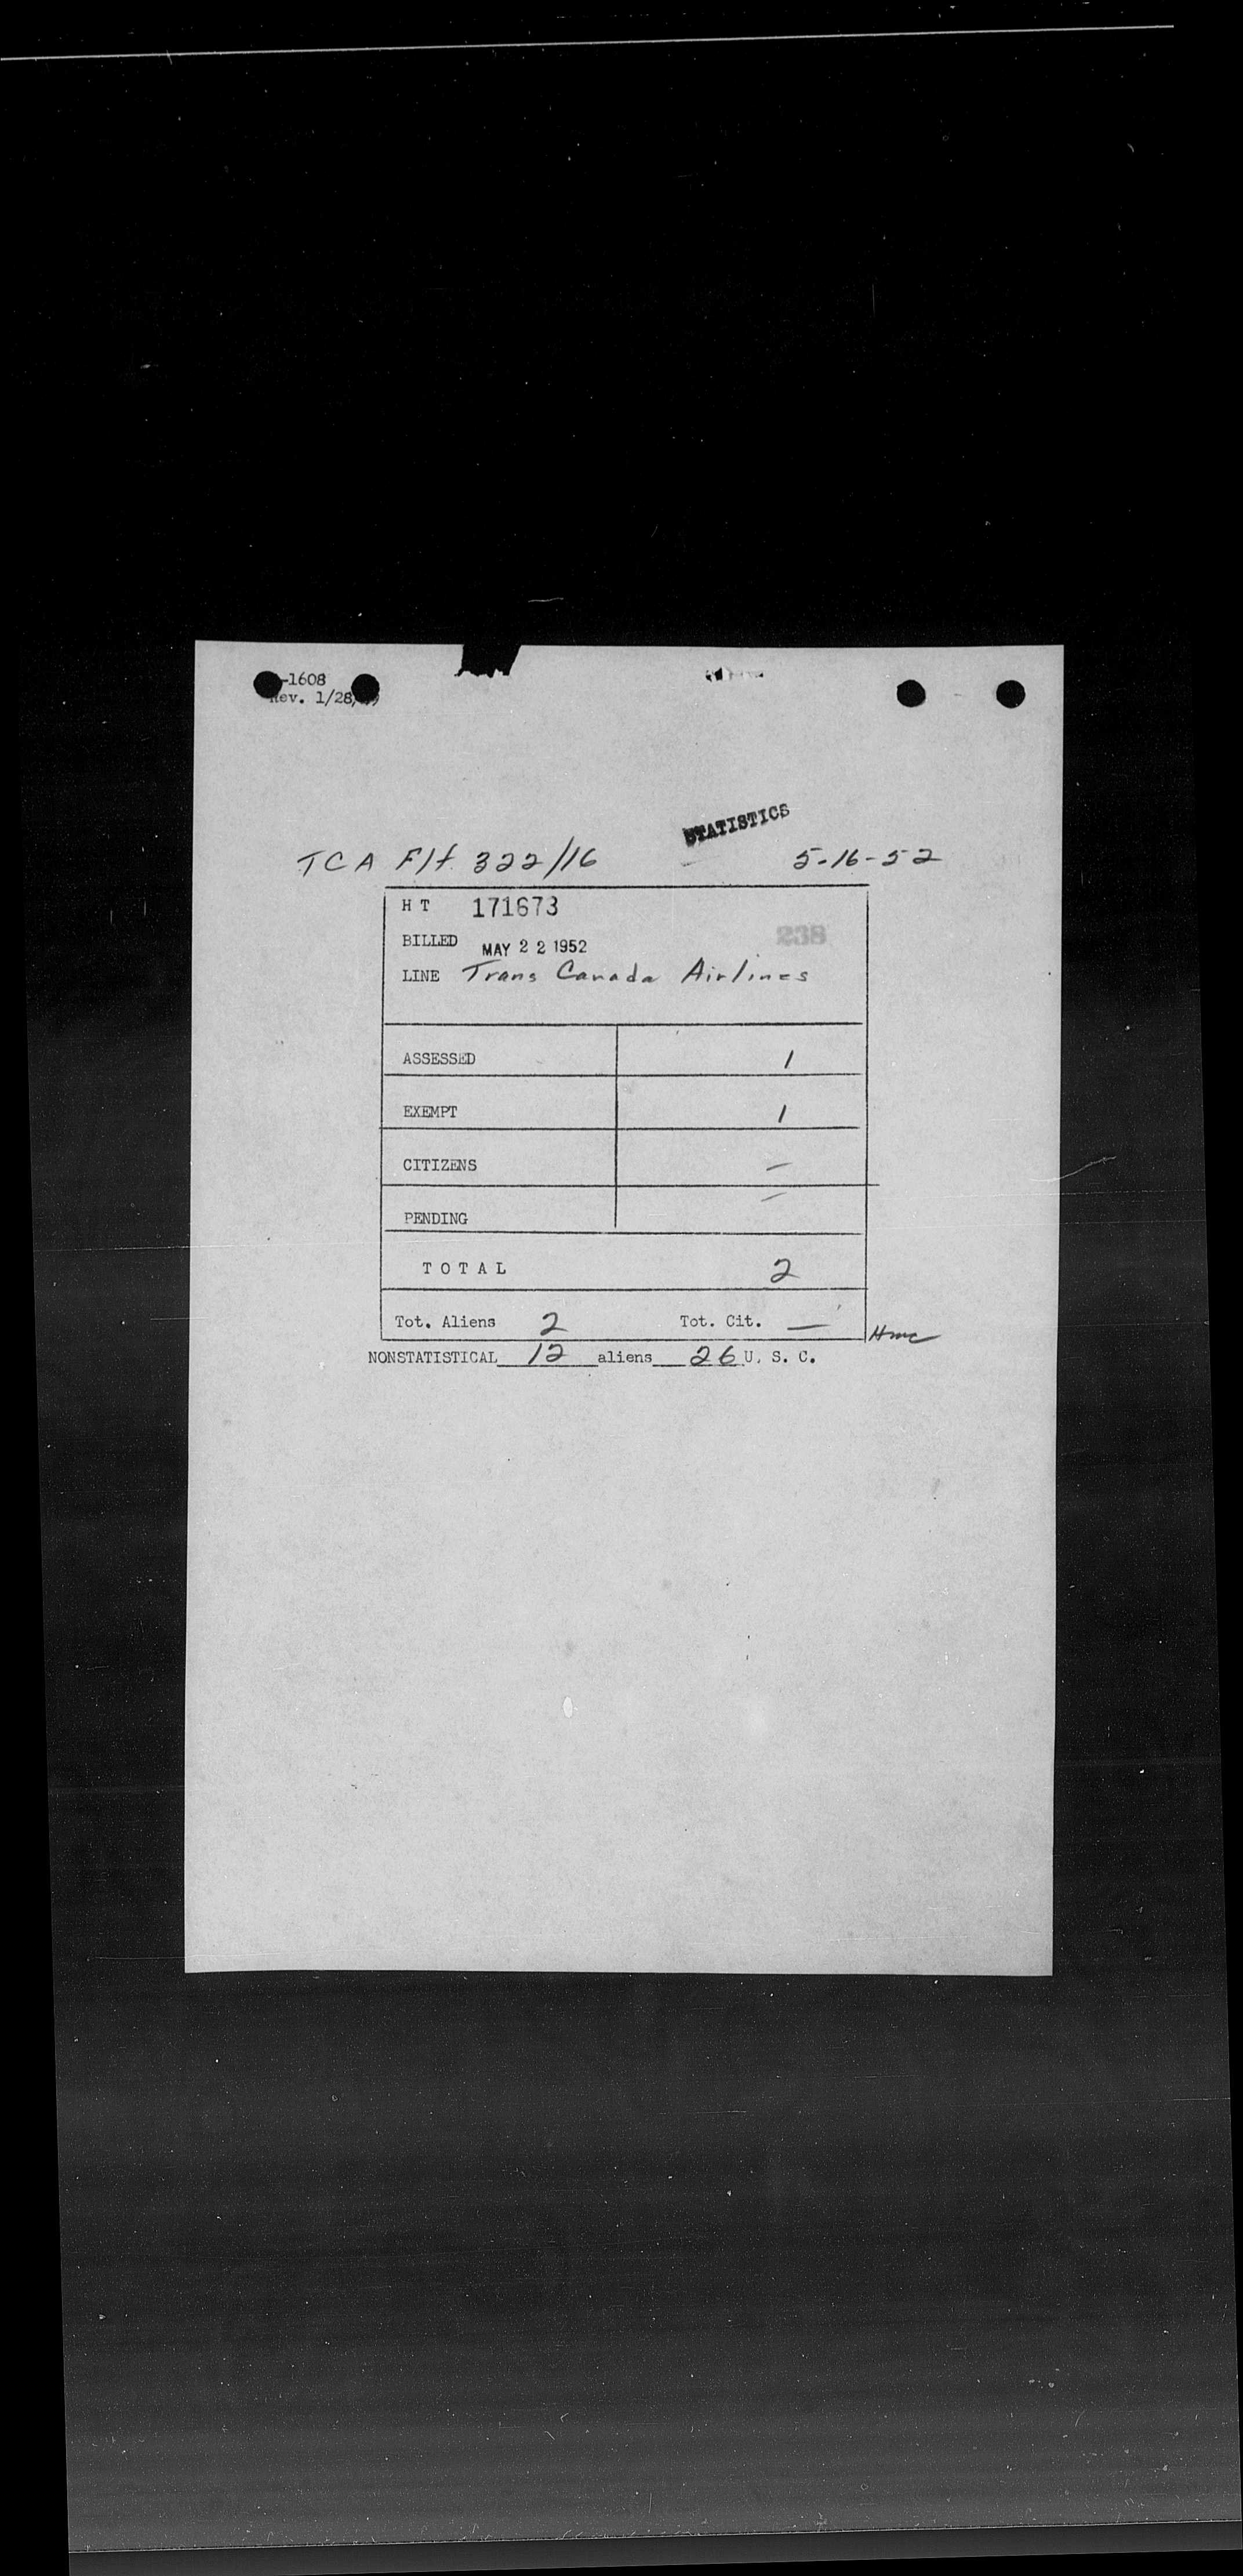 -1608
Rev. 1/28/
STATISTICS
TCA Flt 322/16 5-16-52
H T 171673
BILLED MAY 22 1952 238
LINE Trans Canada Airlines
ASSESSED 1
EXEMPT 1
CITIZENS —
PENDING —
T O T A L 2
Tot. Aliens 2 Tot. Cit. —
NONSTATISTICAL 12 aliens 26 U. S. C.